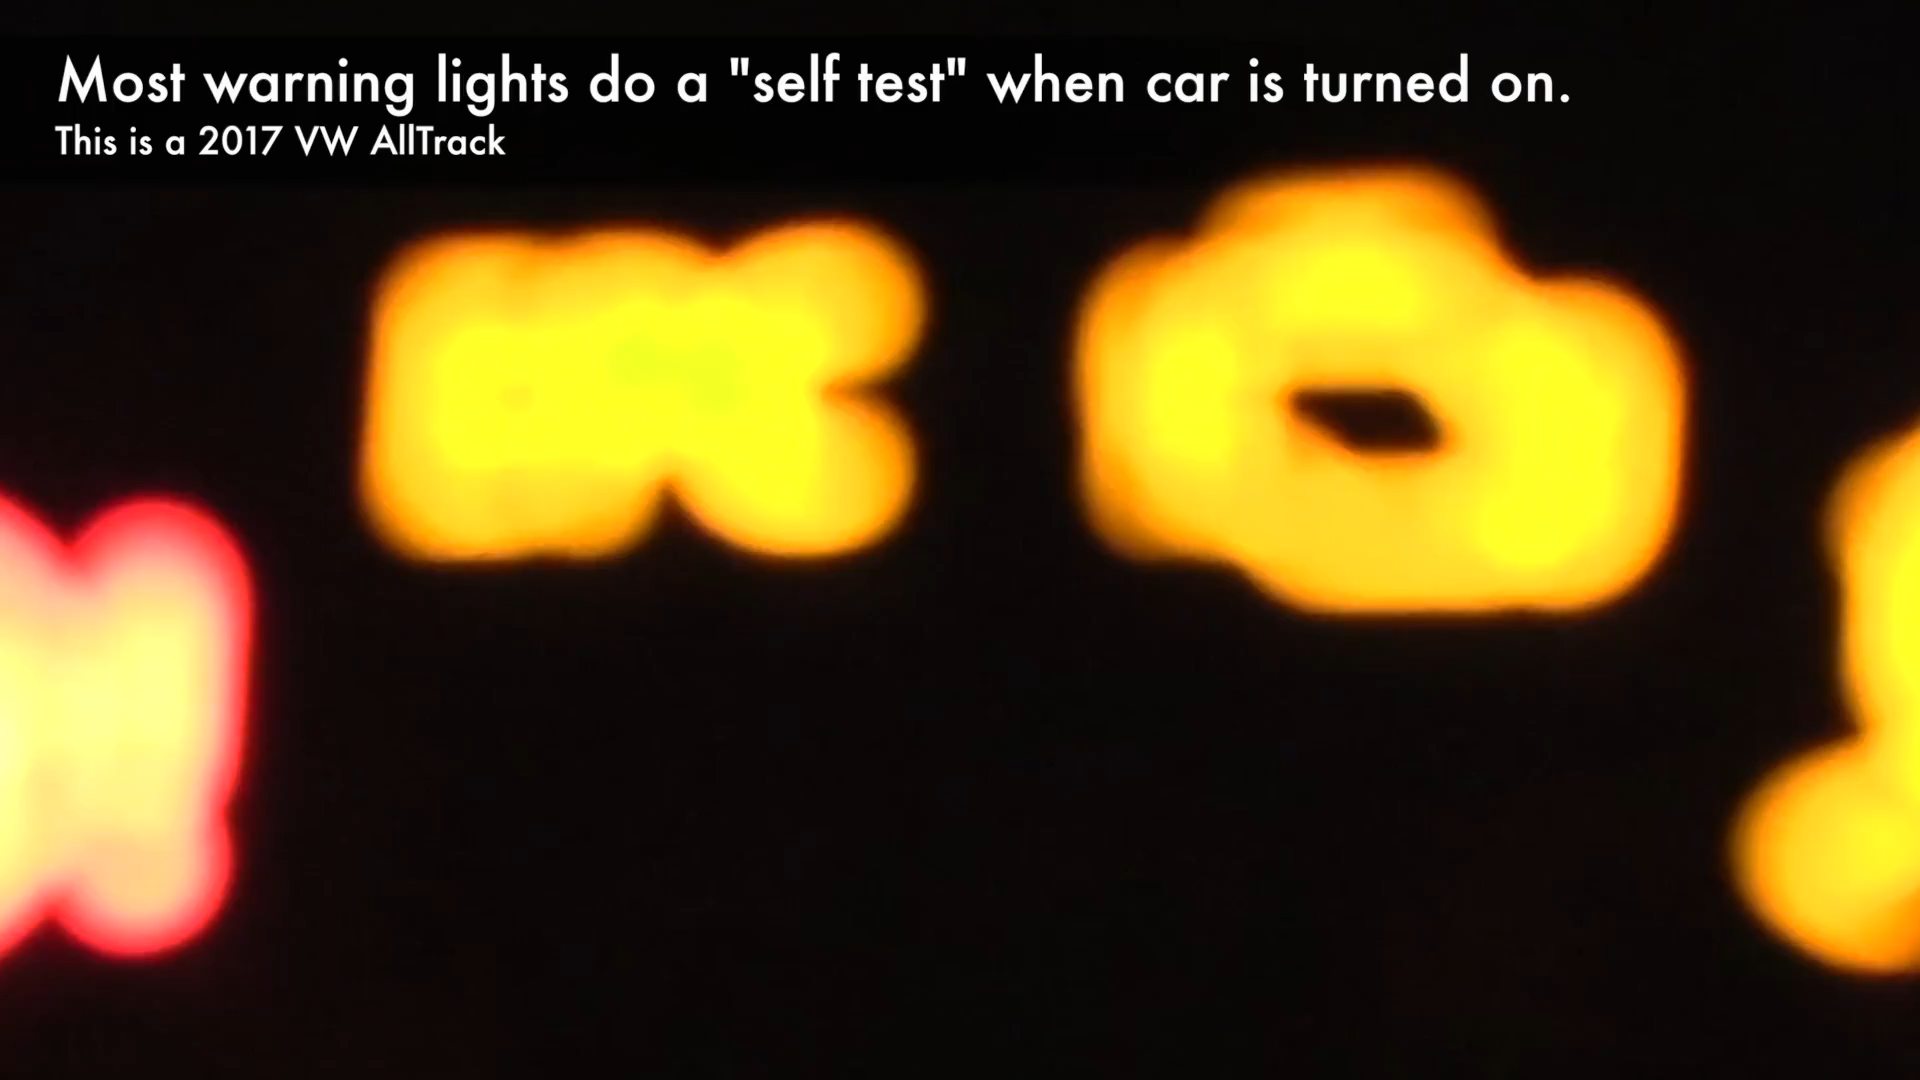 Most warning lights do a "self test" when car is turned on.
This is a 2017 VW AllTrack